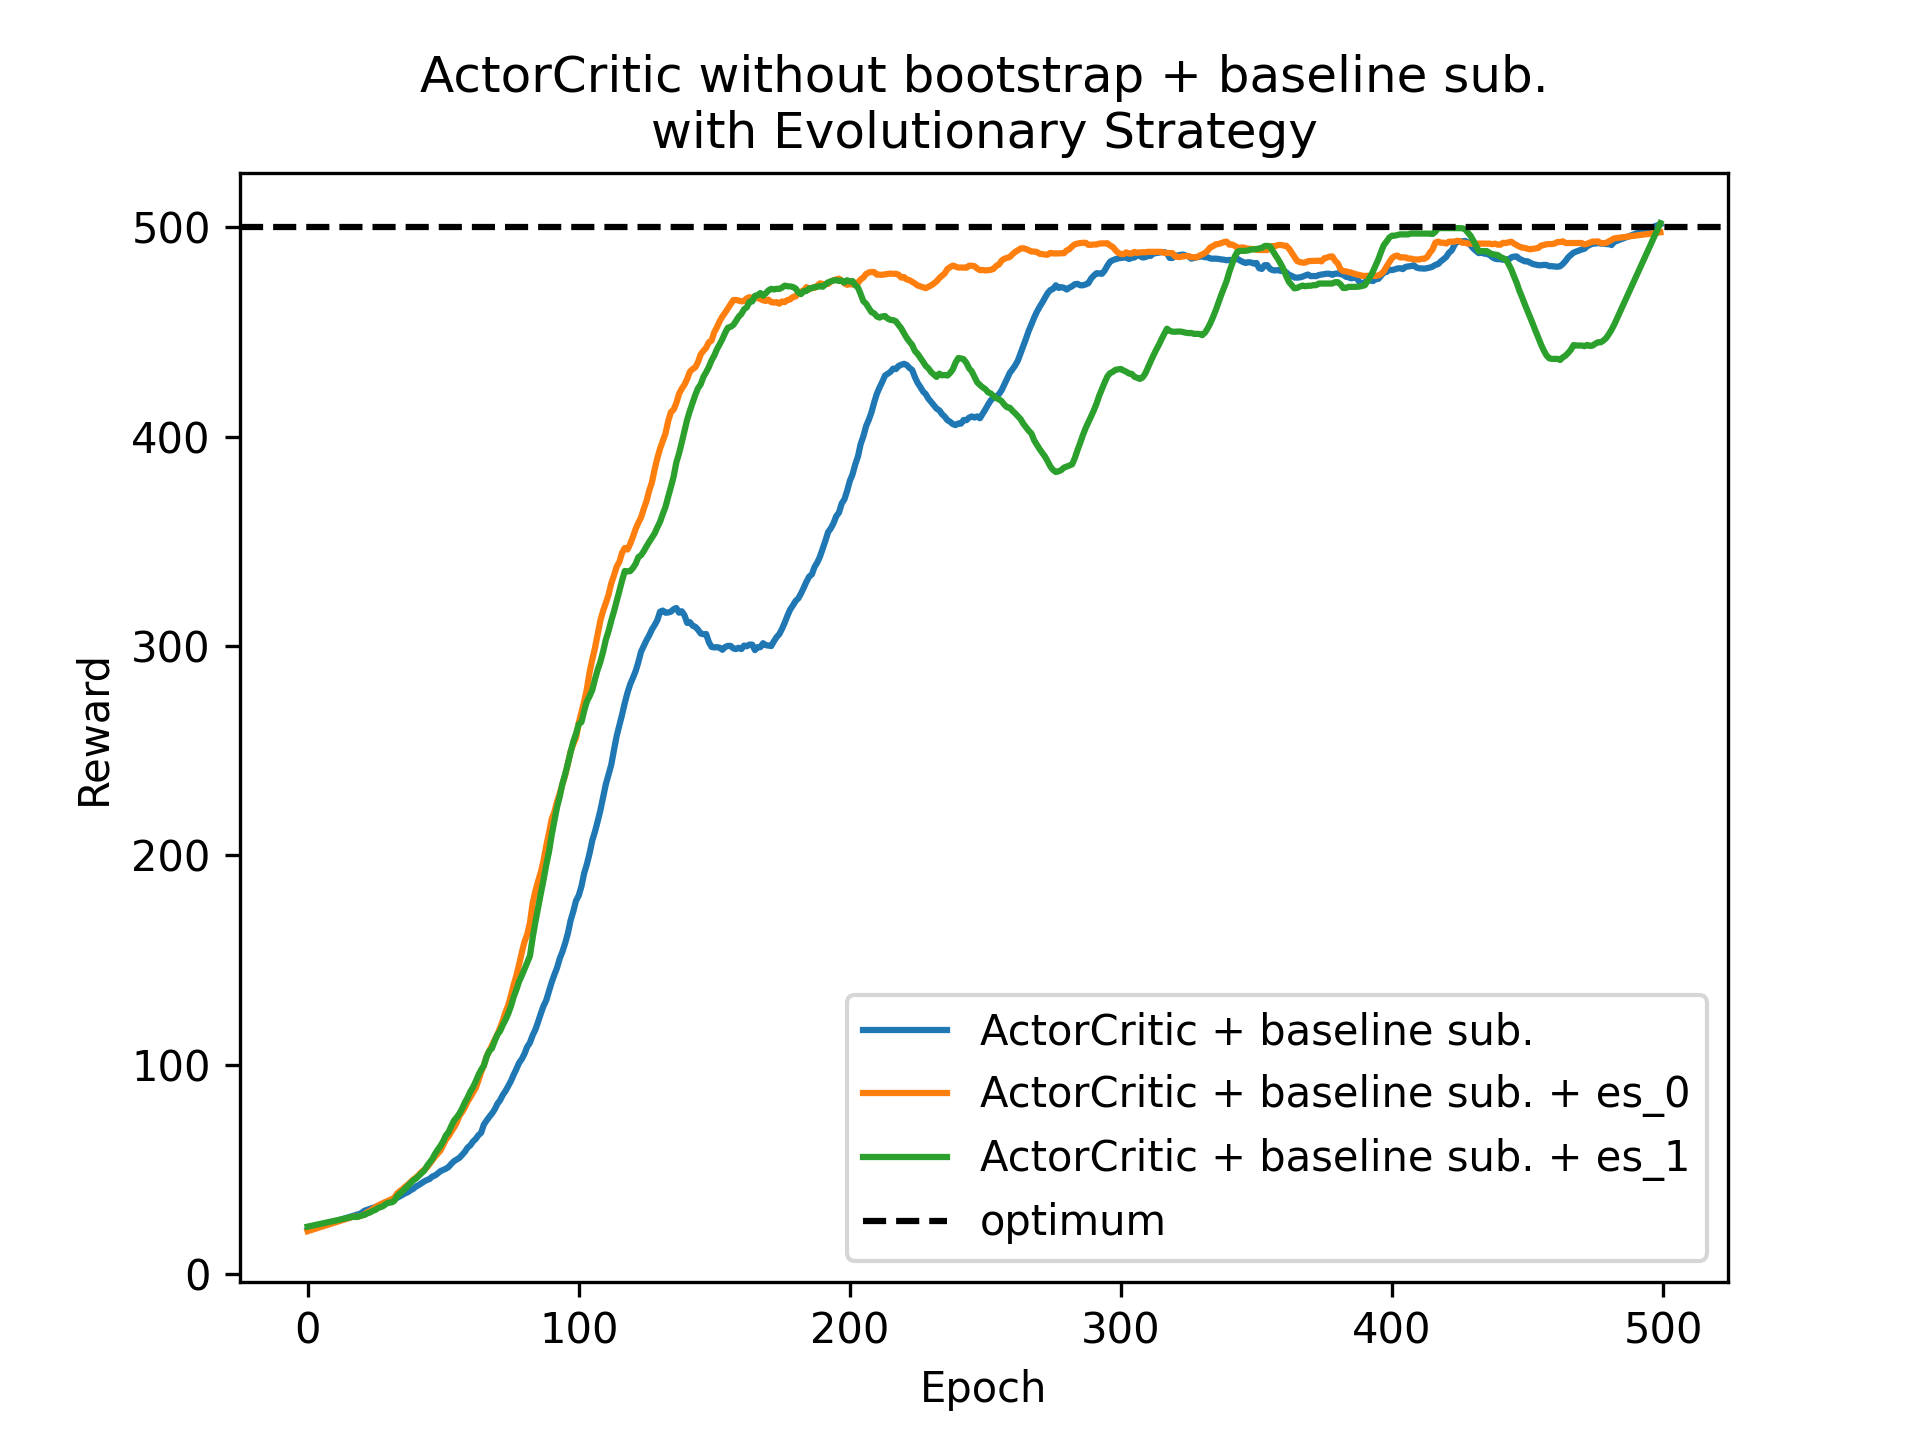 ActorCritic without bootstrap + baseline sub.
with Evolutionary Strategy
Reward
500
400
300
200
100
0
0 100 200 300 400 500
Epoch
ActorCritic + baseline sub.
ActorCritic + baseline sub. + es_0
ActorCritic + baseline sub. + es_1
optimum